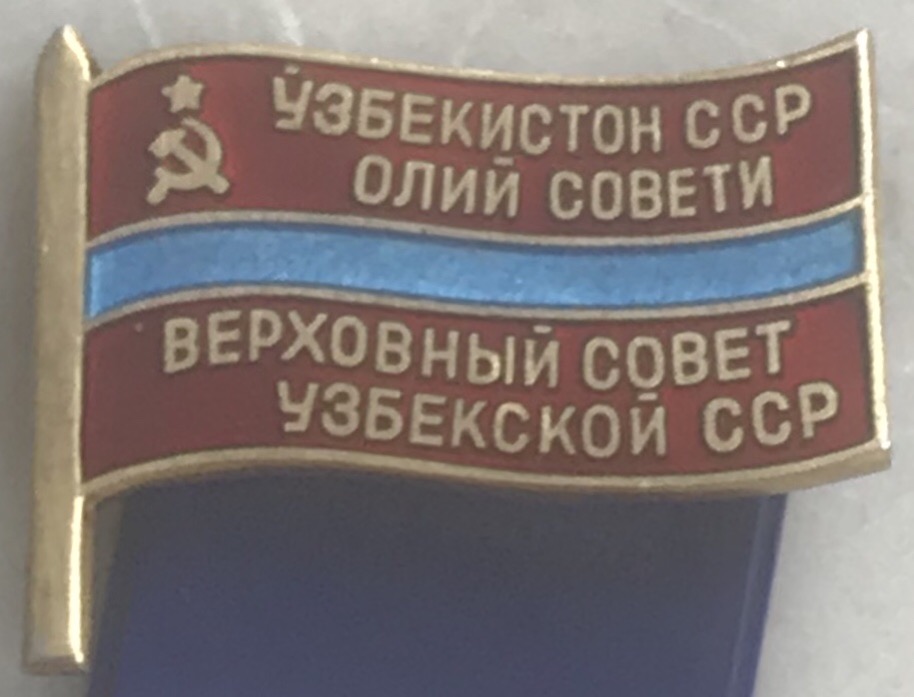 ЎЗБЕКИСТОН ССР
ОЛИЙ СОВЕТИ
ВЕРХОВНЫЙ СОВЕТ
УЗБЕКСКОЙ ССР